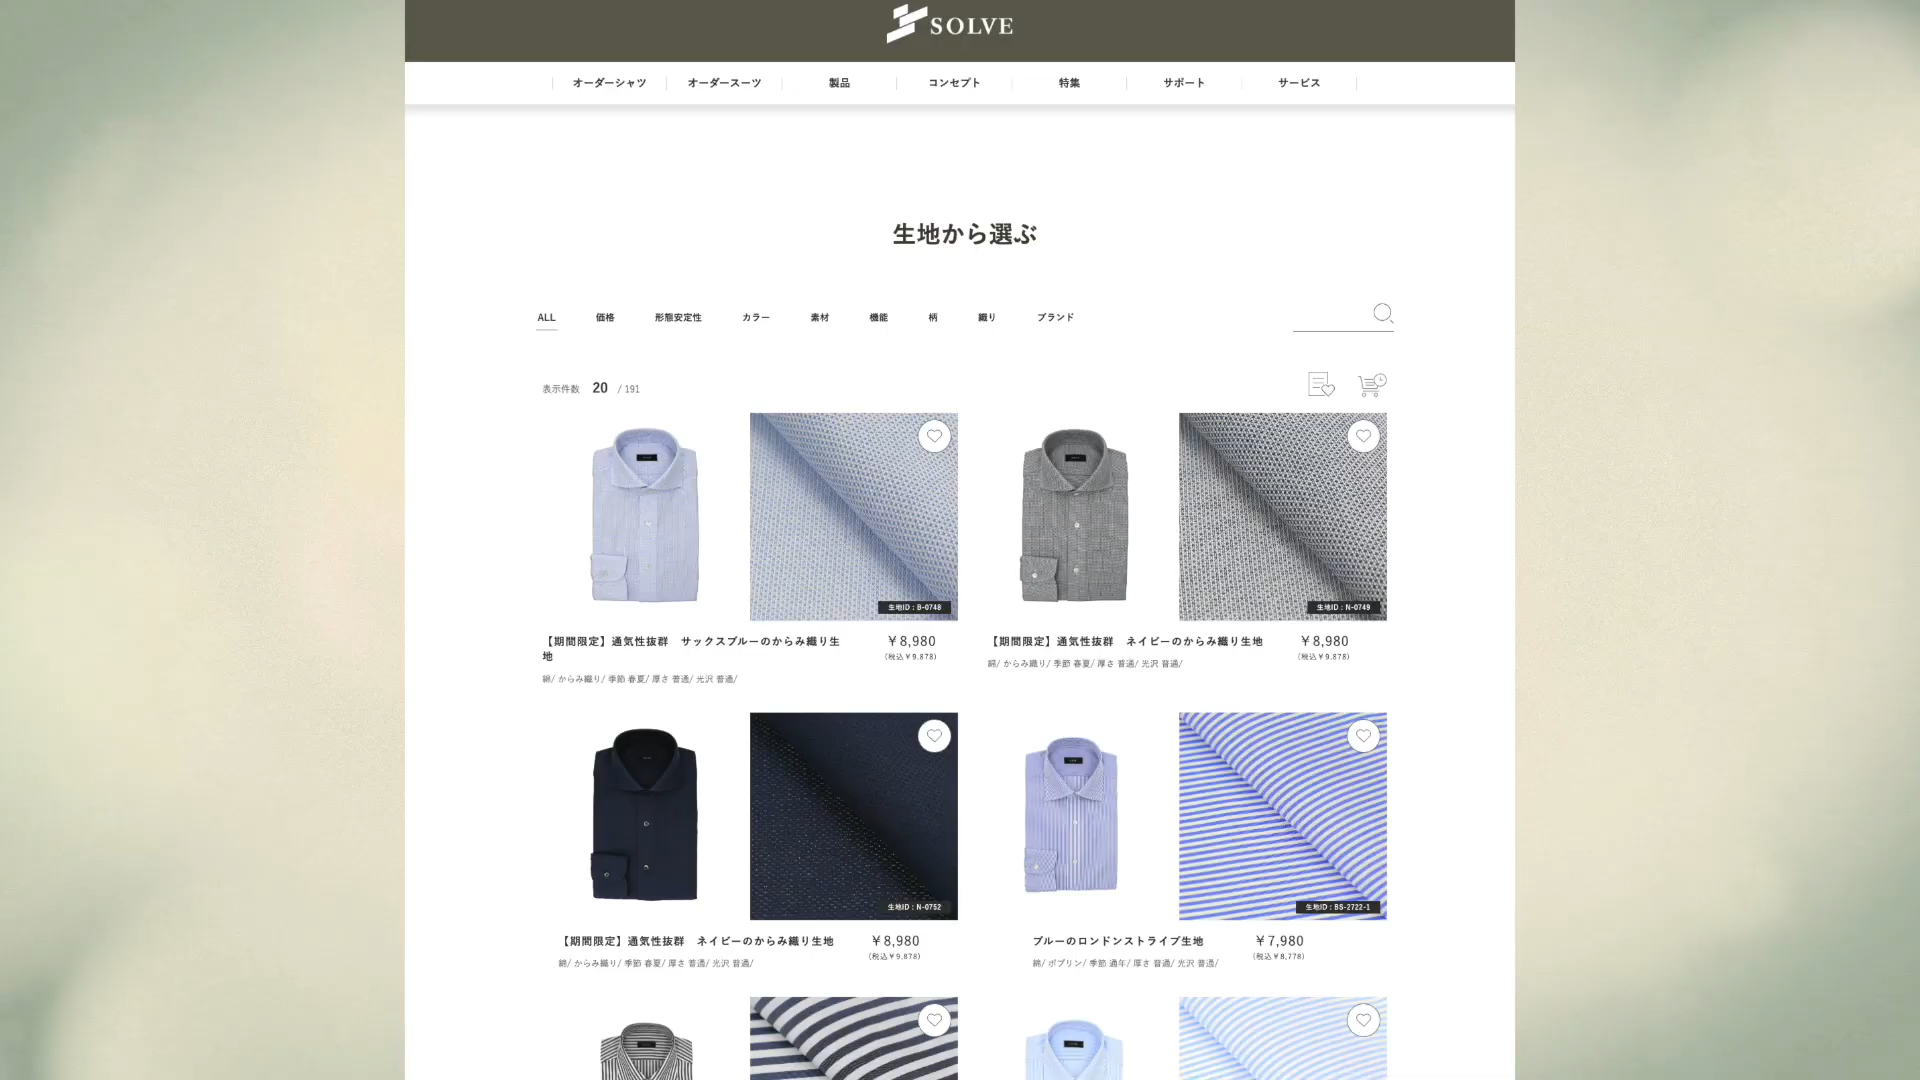 SOLVE
オーダーシャツ オーダースーツ 製品 コンセプト 特集 サポート サービス
生地から選ぶ
ALL 価格 形態安定性 カラー 素材 機能 柄 織り ブランド
表示件数 20 / 191
生地ID : B-0748
【期間限定】通気性抜群 サックスブルーのからみ織り生
地
¥8,980
(税込¥9,878)
綿/ からみ織り/ 季節 春夏/ 厚さ 普通/ 光沢 普通/
生地ID : N-0749
【期間限定】通気性抜群 ネイビーのからみ織り生地
¥8,980
(税込¥9,878)
綿/ からみ織り/ 季節 春夏/ 厚さ 普通/ 光沢 普通/
生地ID : N-0752
【期間限定】通気性抜群 ネイビーのからみ織り生地
¥8,980
(税込¥9,878)
綿/ からみ織り/ 季節 春夏/ 厚さ 普通/ 光沢 普通/
生地ID : BS-2722-1
ブルーのロンドンストライプ生地
¥7,980
(税込¥8,778)
綿/ ポプリン/ 季節 通年/ 厚さ 普通/ 光沢 普通/